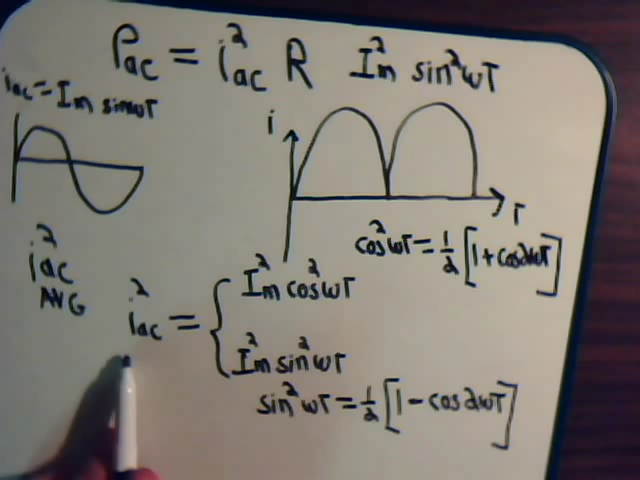 Pac = i²ac R I²m sin²ωT
iac = Im sinωT
i
T
cos²ωT = 1/2 [1 + cos2ωT]
i²ac
AVG
i²ac = { I²m cos²ωT
I²m sin²ωT
sin²ωT = 1/2 [1 - cos2ωT]